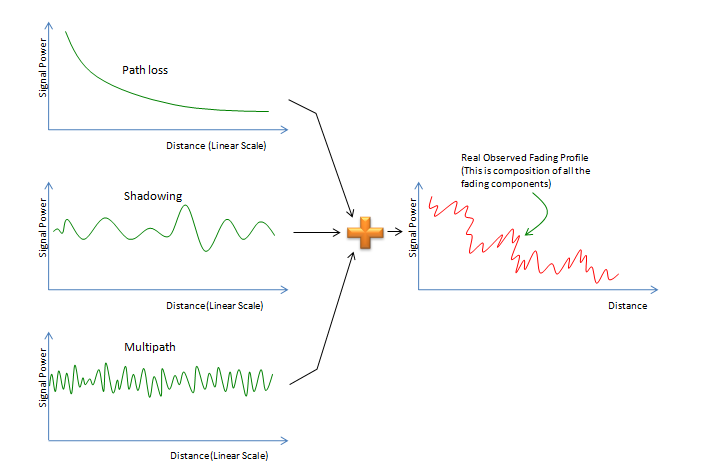 Signal Power
Path loss
Distance (Linear Scale)
Signal Power
Shadowing
Distance(Linear Scale)
Signal Power
Multipath
Distance(Linear Scale)
Real Observed Fading Profile
(This is composition of all the
fading components)
Signal Power
Distance